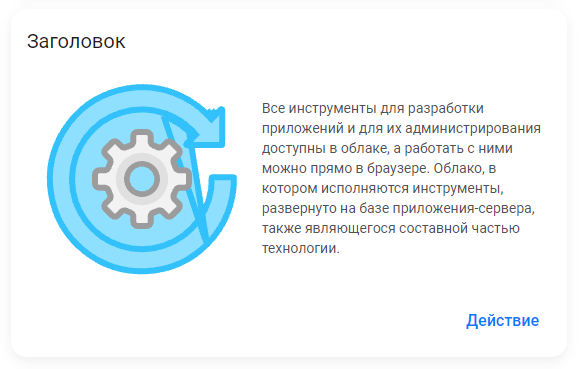 Заголовок
Все инструменты для разработки
приложений и для их администрирования
доступны в облаке, а работать с ними
можно прямо в браузере. Облако, в
котором исполняются инструменты,
развернуто на базе приложения-сервера,
также являющегося составной частью
технологии.
Действие